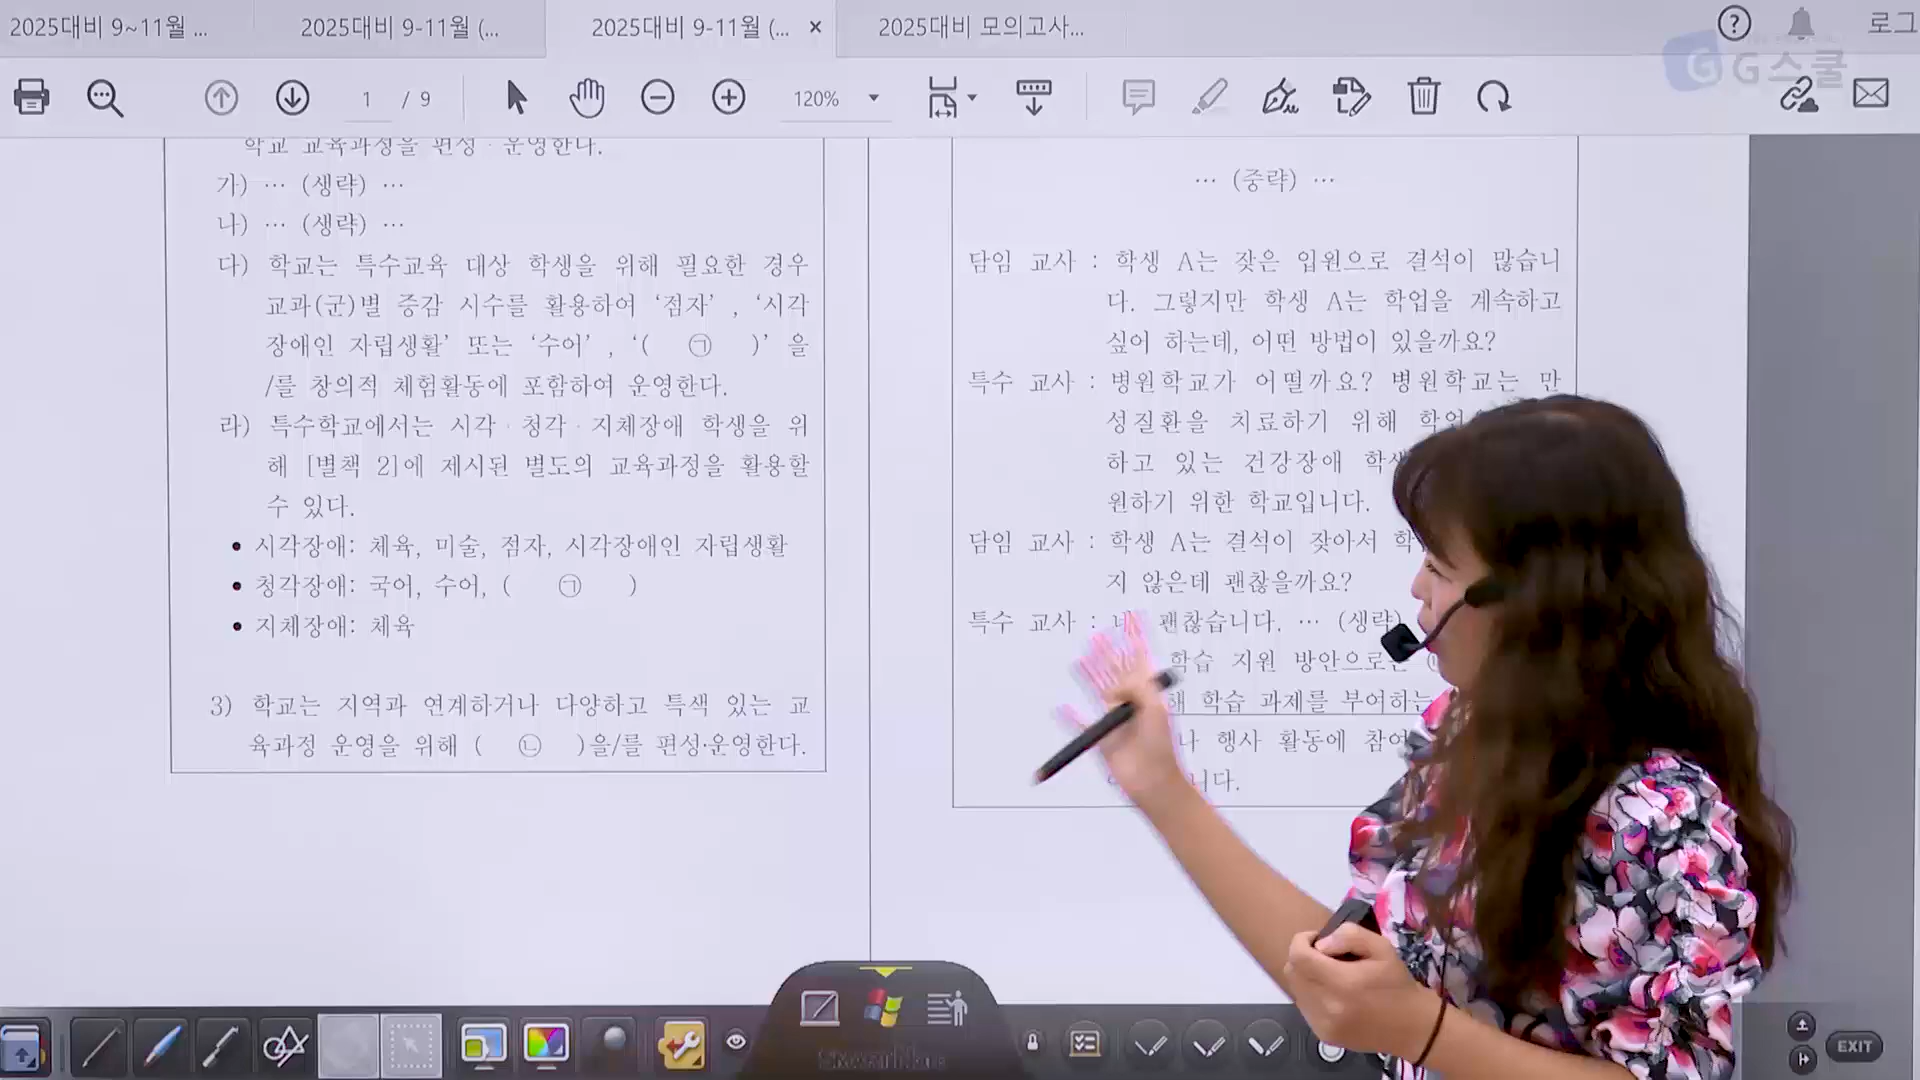 2025대비 9~11월 ...
2025대비 9-11월 (...
2025대비 9-11월 (...
2025대비 모의고사...
로그
G스쿨
1 / 9
120%
학교 교육과정을 편성·운영한다.
가) … (생략) …
나) … (생략) …
다) 학교는 특수교육 대상 학생을 위해 필요한 경우
교과(군)별 증감 시수를 활용하여 ‘점자’, ‘시각
장애인 자립생활’ 또는 ‘수어’, ‘( ㉠ )’을
/를 창의적 체험활동에 포함하여 운영한다.
라) 특수학교에서는 시각·청각·지체장애 학생을 위
해 [별책 2]에 제시된 별도의 교육과정을 활용할
수 있다.
• 시각장애: 체육, 미술, 점자, 시각장애인 자립생활
• 청각장애: 국어, 수어, ( ㉠ )
• 지체장애: 체육
3) 학교는 지역과 연계하거나 다양하고 특색 있는 교
육과정 운영을 위해 ( ㉡ )을/를 편성·운영한다.
… (중략) …
담임 교사 : 학생 A는 잦은 입원으로 결석이 많습니
다. 그렇지만 학생 A는 학업을 계속하고
싶어 하는데, 어떤 방법이 있을까요?
특수 교사 : 병원학교가 어떨까요? 병원학교는 만
성질환을 치료하기 위해
하고 있는 건강장애
원하기 위한 학교입니다.
담임 교사 : 학생 A는 결석이 잦아서
지 않은데 괜찮을까요?
특수 교사 : 네, 괜찮습니다. … (생략)
학습 지원 방안으로는
해 학습 과제를 부여하는
나 행사 활동에
니다.
EXIT